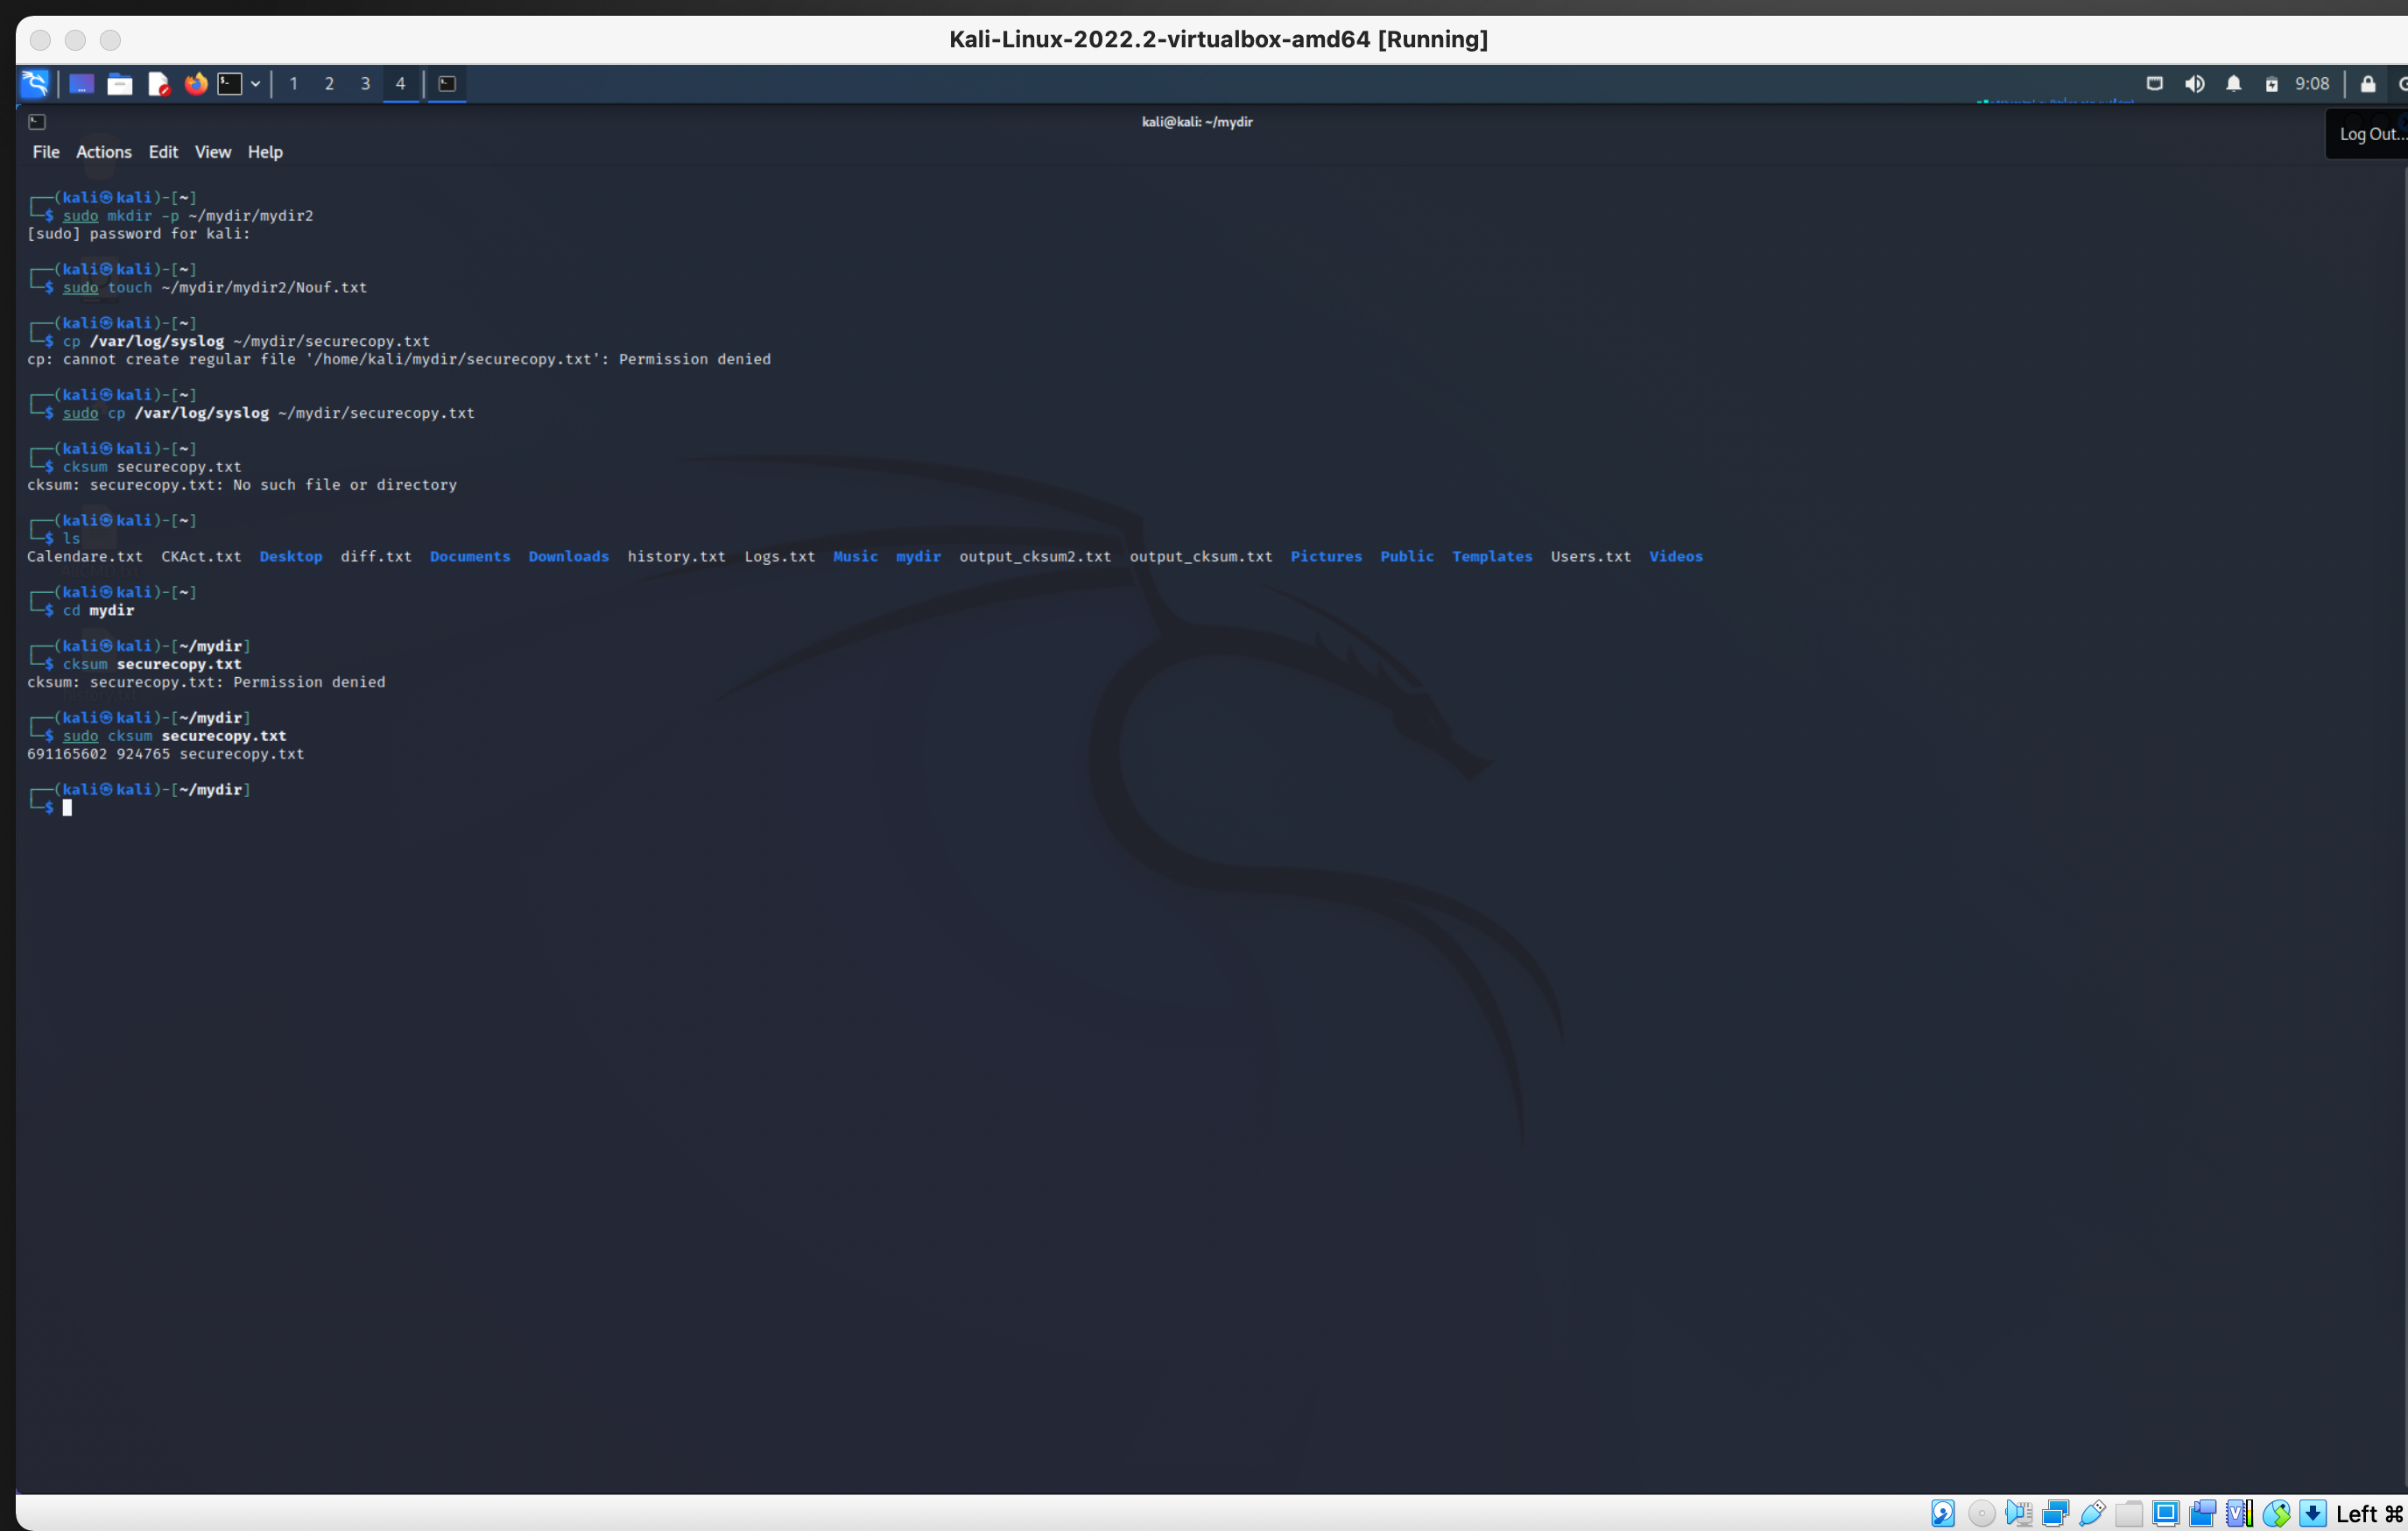 Kali-Linux-2022.2-virtualbox-amd64 [Running]
1 2 3 4
9:08
kali@kali: ~/mydir
Log Out...
File Actions Edit View Help
┌──(kali㉿kali)-[~]
└─$ sudo mkdir -p ~/mydir/mydir2
[sudo] password for kali:
┌──(kali㉿kali)-[~]
└─$ sudo touch ~/mydir/mydir2/Nouf.txt
┌──(kali㉿kali)-[~]
└─$ cp /var/log/syslog ~/mydir/securecopy.txt
cp: cannot create regular file '/home/kali/mydir/securecopy.txt': Permission denied
┌──(kali㉿kali)-[~]
└─$ sudo cp /var/log/syslog ~/mydir/securecopy.txt
┌──(kali㉿kali)-[~]
└─$ cksum securecopy.txt
cksum: securecopy.txt: No such file or directory
┌──(kali㉿kali)-[~]
└─$ ls
Calendare.txt CKAct.txt Desktop diff.txt Documents Downloads history.txt Logs.txt Music mydir output_cksum2.txt output_cksum.txt Pictures Public Templates Users.txt Videos
┌──(kali㉿kali)-[~]
└─$ cd mydir
┌──(kali㉿kali)-[~/mydir]
└─$ cksum securecopy.txt
cksum: securecopy.txt: Permission denied
┌──(kali㉿kali)-[~/mydir]
└─$ sudo cksum securecopy.txt
691165602 924765 securecopy.txt
┌──(kali㉿kali)-[~/mydir]
└─$
Left ⌘